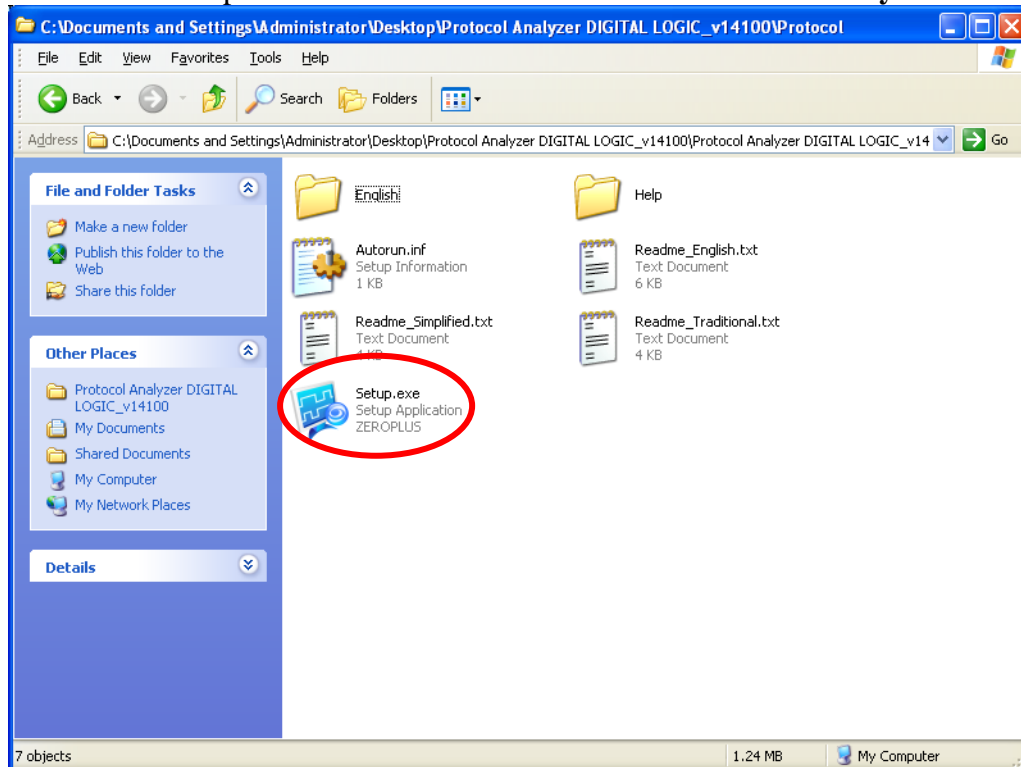 C:\Documents and Settings\Administrator\Desktop\Protocol Analyzer DIGITAL LOGIC_v14100\Protocol
File Edit View Favorites Tools Help
Back Search Folders
Address C:\Documents and Settings\Administrator\Desktop\Protocol Analyzer DIGITAL LOGIC_v14100\Protocol Analyzer DIGITAL LOGIC_v14 Go
File and Folder Tasks
Make a new folder
Publish this folder to the
Web
Share this folder
Other Places
Protocol Analyzer DIGITAL
LOGIC_v14100
My Documents
Shared Documents
My Computer
My Network Places
Details
English
Help
Autorun.inf
Setup Information
1 KB
Readme_English.txt
Text Document
6 KB
Readme_Simplified.txt
Text Document
4 KB
Readme_Traditional.txt
Text Document
4 KB
Setup.exe
Setup Application
ZEROPLUS
7 objects 1.24 MB My Computer